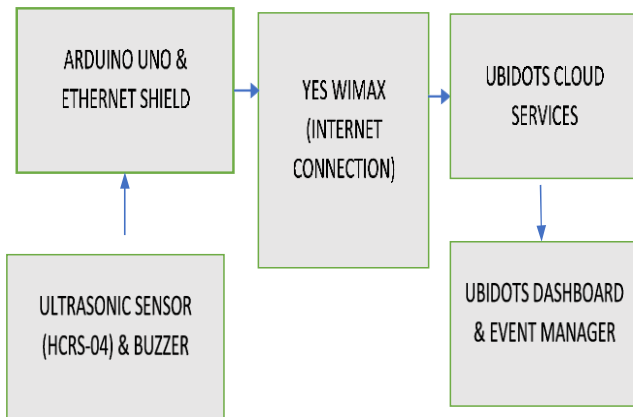 ARDUINO UNO &
ETHERNET SHIELD
YES WIMAX
(INTERNET
CONNECTION)
UBIDOTS CLOUD
SERVICES
ULTRASONIC SENSOR
(HCRS-04) & BUZZER
UBIDOTS DASHBOARD
& EVENT MANAGER